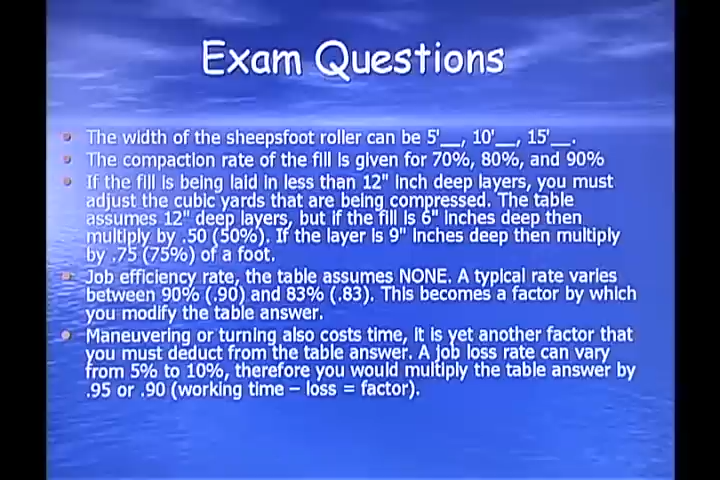 Exam Questions
The width of the sheepsfoot roller can be 5'__, 10'__, 15'__.
The compaction rate of the fill is given for 70%, 80%, and 90%
If the fill is being laid in less than 12" inch deep layers, you must
adjust the cubic yards that are being compressed. The table
assumes 12" deep layers, but if the fill is 6" inches deep then
multiply by .50 (50%). If the layer is 9" inches deep then multiply
by .75 (75%) of a foot.
Job efficiency rate, the table assumes NONE. A typical rate varies
between 90% (.90) and 83% (.83). This becomes a factor by which
you modify the table answer.
Maneuvering or turning also costs time, it is yet another factor that
you must deduct from the table answer. A job loss rate can vary
from 5% to 10%, therefore you would multiply the table answer by
.95 or .90 (working time – loss = factor).